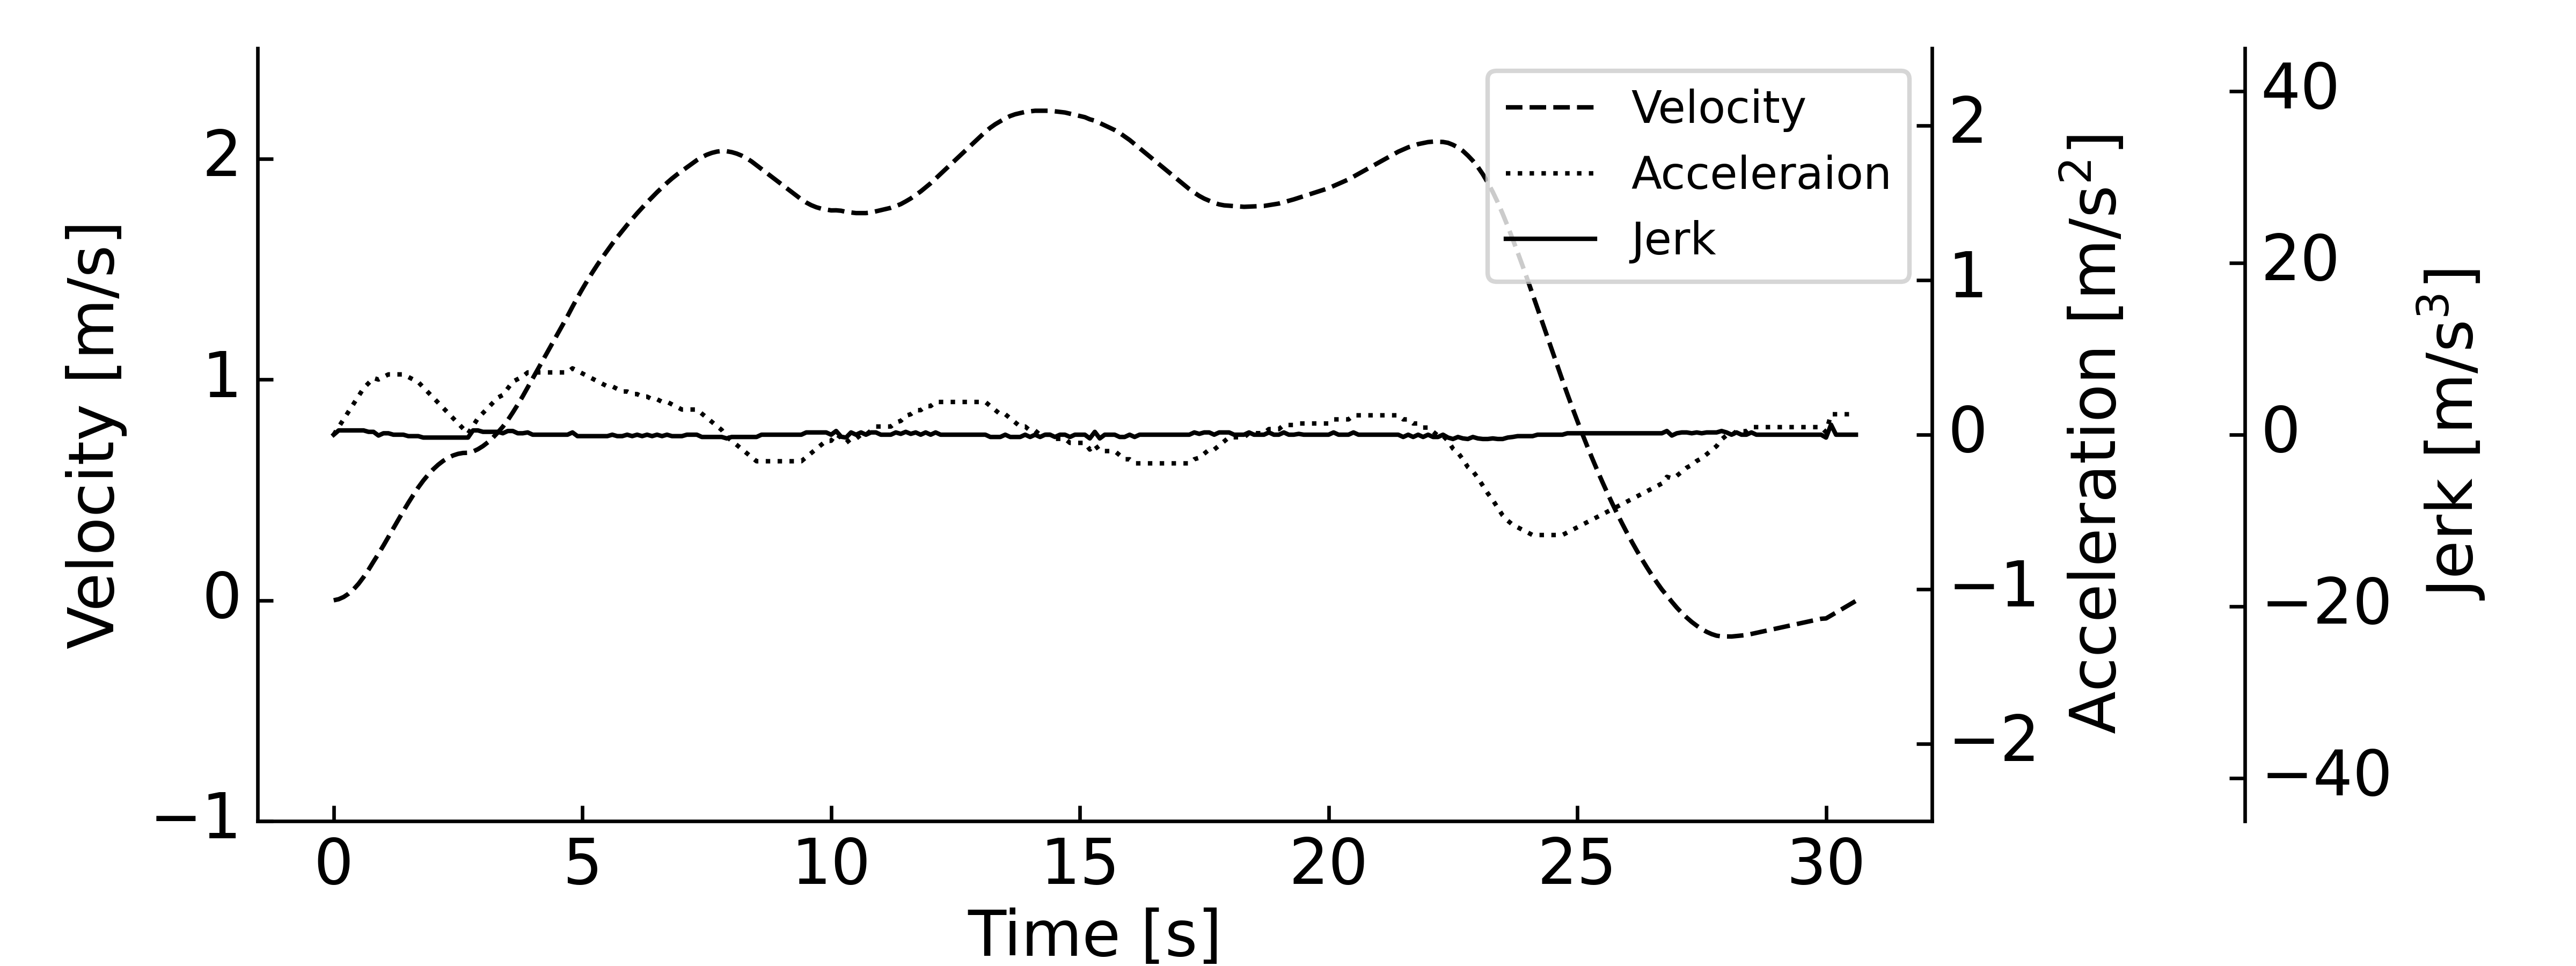 Velocity [m/s]
2
1
0
−1
0 5 10 15 20 25 30
Time [s]
Velocity
Acceleraion
Jerk
2
1
0
−1
−2
Acceleration [m/s²]
40
20
0
−20
−40
Jerk [m/s³]